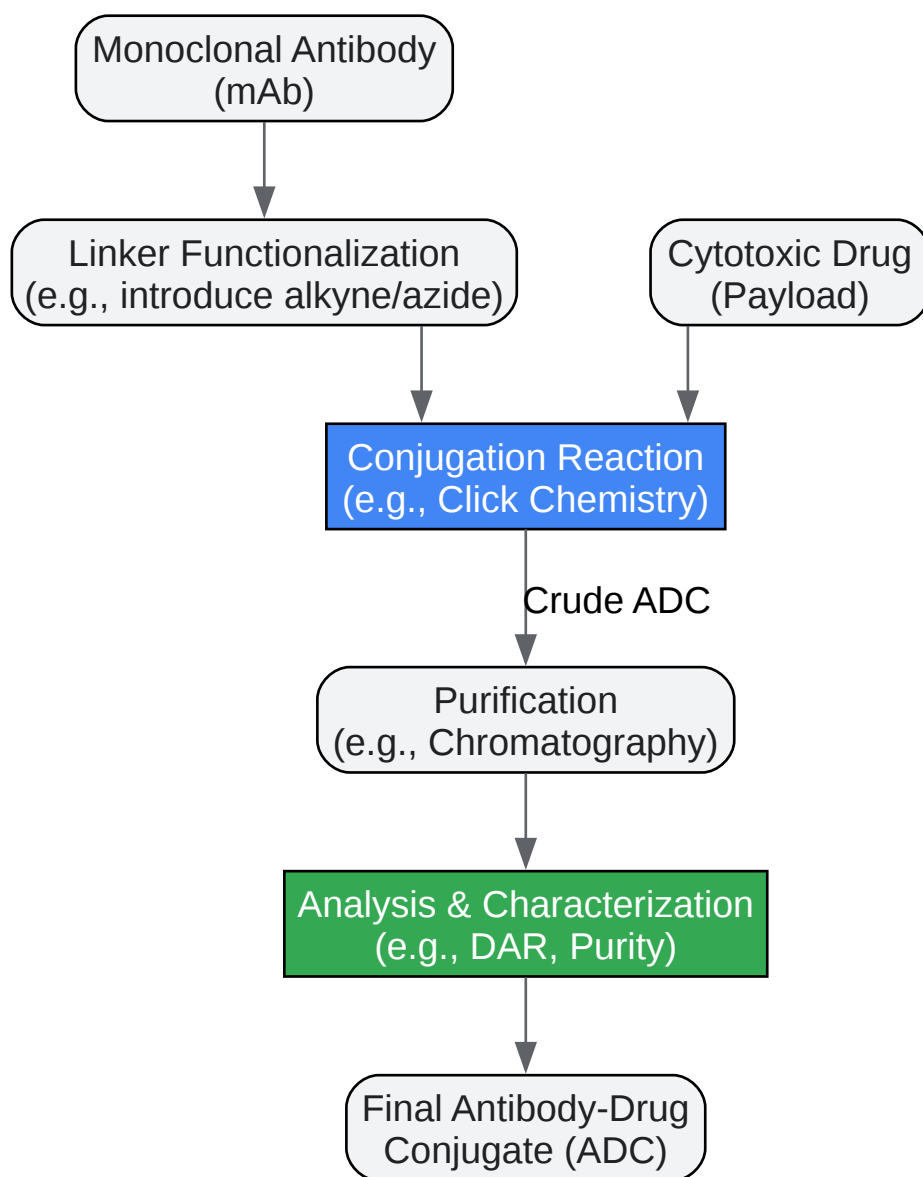 Monoclonal Antibody
(mAb)
Linker Functionalization
(e.g., introduce alkyne/azide)
Cytotoxic Drug
(Payload)
Conjugation Reaction
(e.g., Click Chemistry)
Crude ADC
Purification
(e.g., Chromatography)
Analysis & Characterization
(e.g., DAR, Purity)
Final Antibody-Drug
Conjugate (ADC)